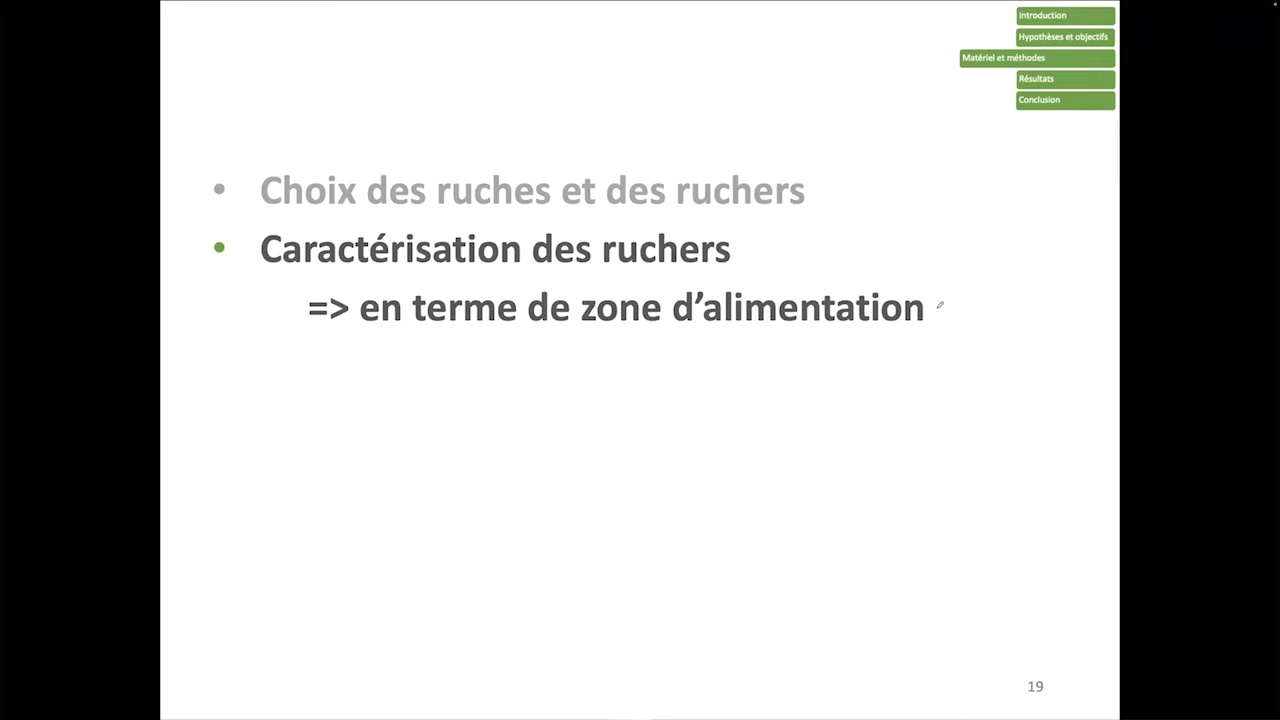 Introduction
Hypothèses et objectifs
Matériel et méthodes
Résultats
Conclusion
• Choix des ruches et des ruchers
• Caractérisation des ruchers
=> en terme de zone d’alimentation
19